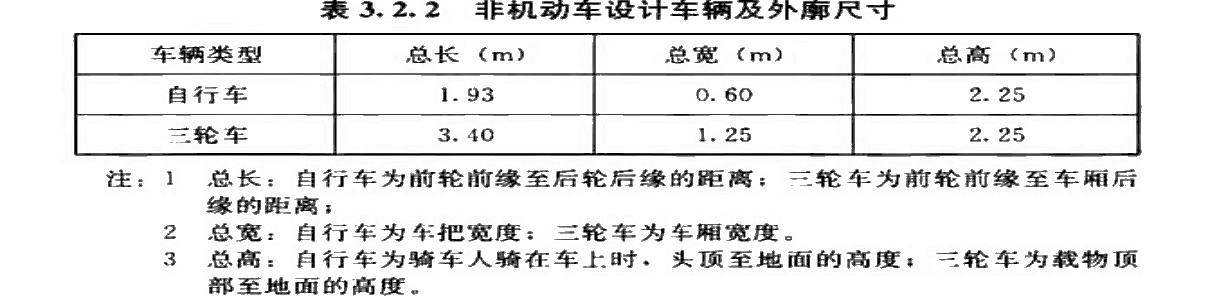 表 3. 2. 2 非机动车设计车辆及外廓尺寸
车辆类型 总长（m） 总宽（m） 总高（m）
自行车 1. 93 0. 60 2. 25
三轮车 3. 40 1. 25 2. 25
注：1 总长：自行车为前轮前缘至后轮后缘的距离；三轮车为前轮前缘至车厢后
缘的距离；
2 总宽：自行车为车把宽度；三轮车为车厢宽度。
3 总高：自行车为骑车人骑在车上时，头顶至地面的高度；三轮车为载物顶
部至地面的高度。